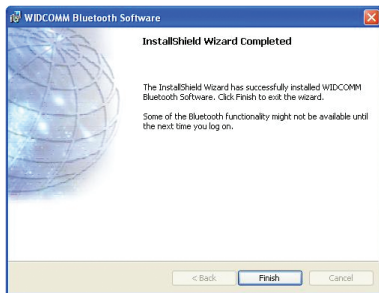 WIDCOMM Bluetooth Software
InstallShield Wizard Completed
The InstallShield Wizard has successfully installed WIDCOMM
Bluetooth Software. Click Finish to exit the wizard.
Some of the Bluetooth functionality might not be available until
the next time you log on.
< Back
Finish
Cancel